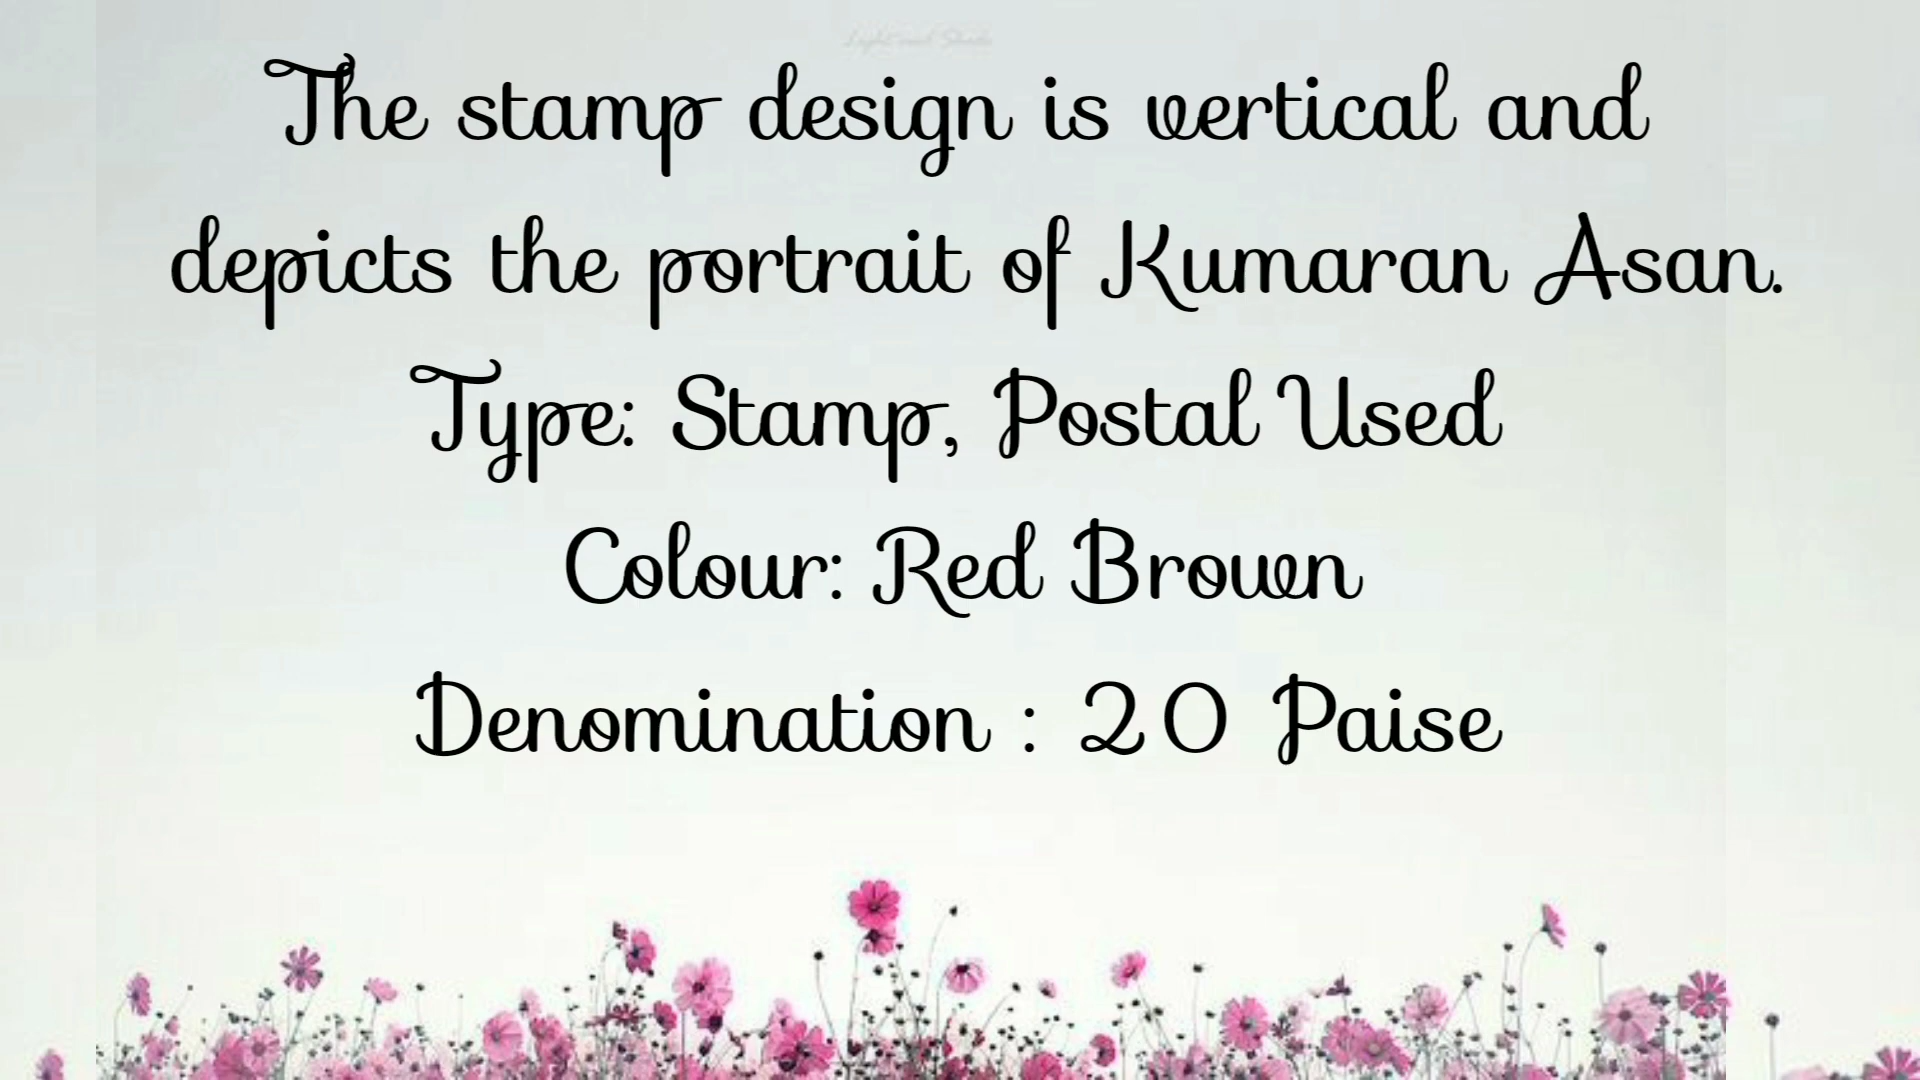 The stamp design is vertical and
depicts the portrait of Kumaran Asan.
Type: Stamp, Postal Used
Colour: Red Brown
Denomination : 20 Paise